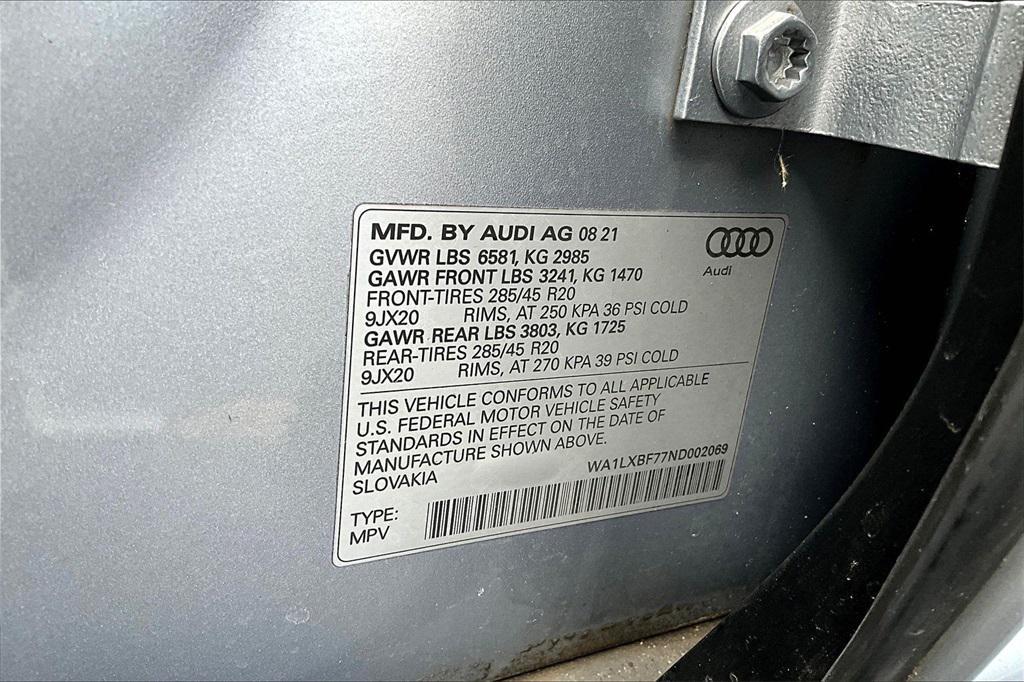 MFD. BY AUDI AG 08 21
GVWR LBS 6581, KG 2985
GAWR FRONT LBS 3241, KG 1470
FRONT-TIRES 285/45 R20
9JX20 RIMS, AT 250 KPA 36 PSI COLD
GAWR REAR LBS 3803, KG 1725
REAR-TIRES 285/45 R20
9JX20 RIMS, AT 270 KPA 39 PSI COLD
Audi
THIS VEHICLE CONFORMS TO ALL APPLICABLE
U.S. FEDERAL MOTOR VEHICLE SAFETY
STANDARDS IN EFFECT ON THE DATE OF
MANUFACTURE SHOWN ABOVE.
SLOVAKIA
WA1LXBF77ND002069
TYPE:
MPV